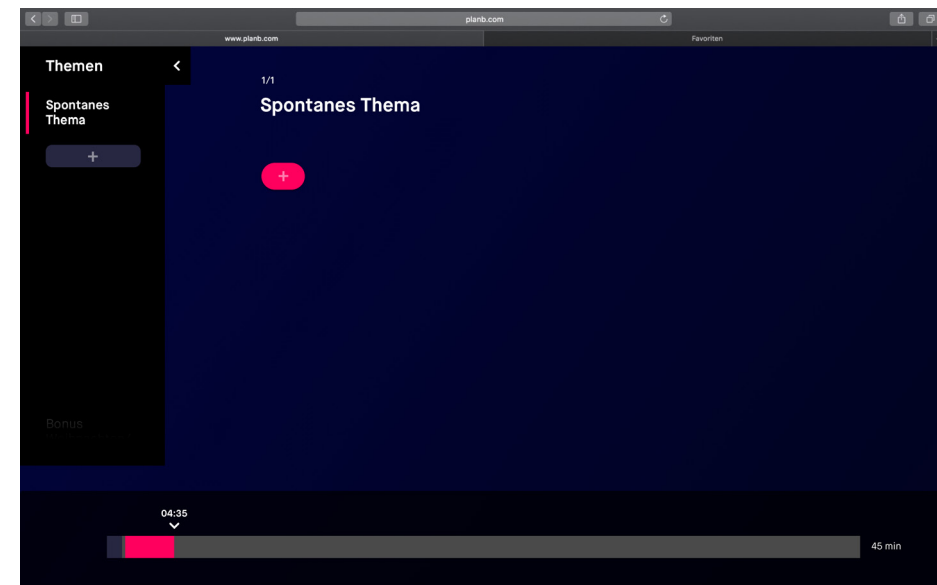 planb.com
www.planb.com
Favoriten
Themen
1/1
Spontanes Thema
Spontanes
Thema
+
+
Bonus
04:35
45 min